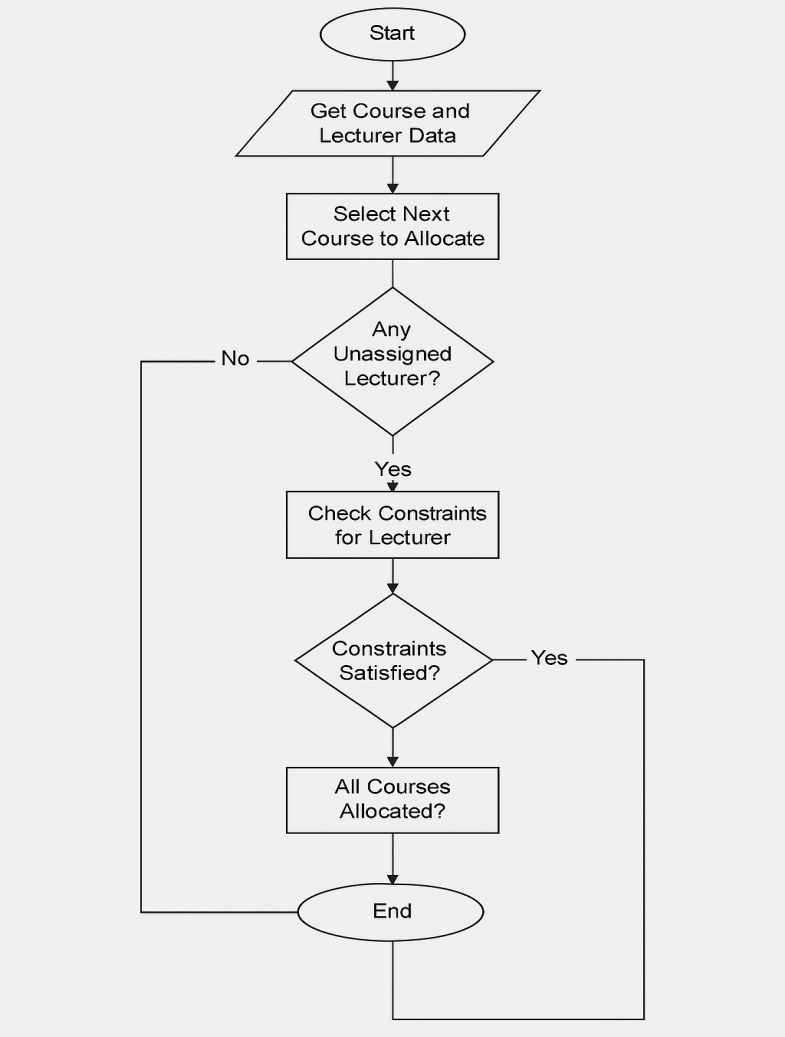 Start
Get Course and
Lecturer Data
Select Next
Course to Allocate
Any
Unassigned
Lecturer?
No
Yes
Check Constraints
for Lecturer
Constraints
Satisfied?
Yes
All Courses
Allocated?
End